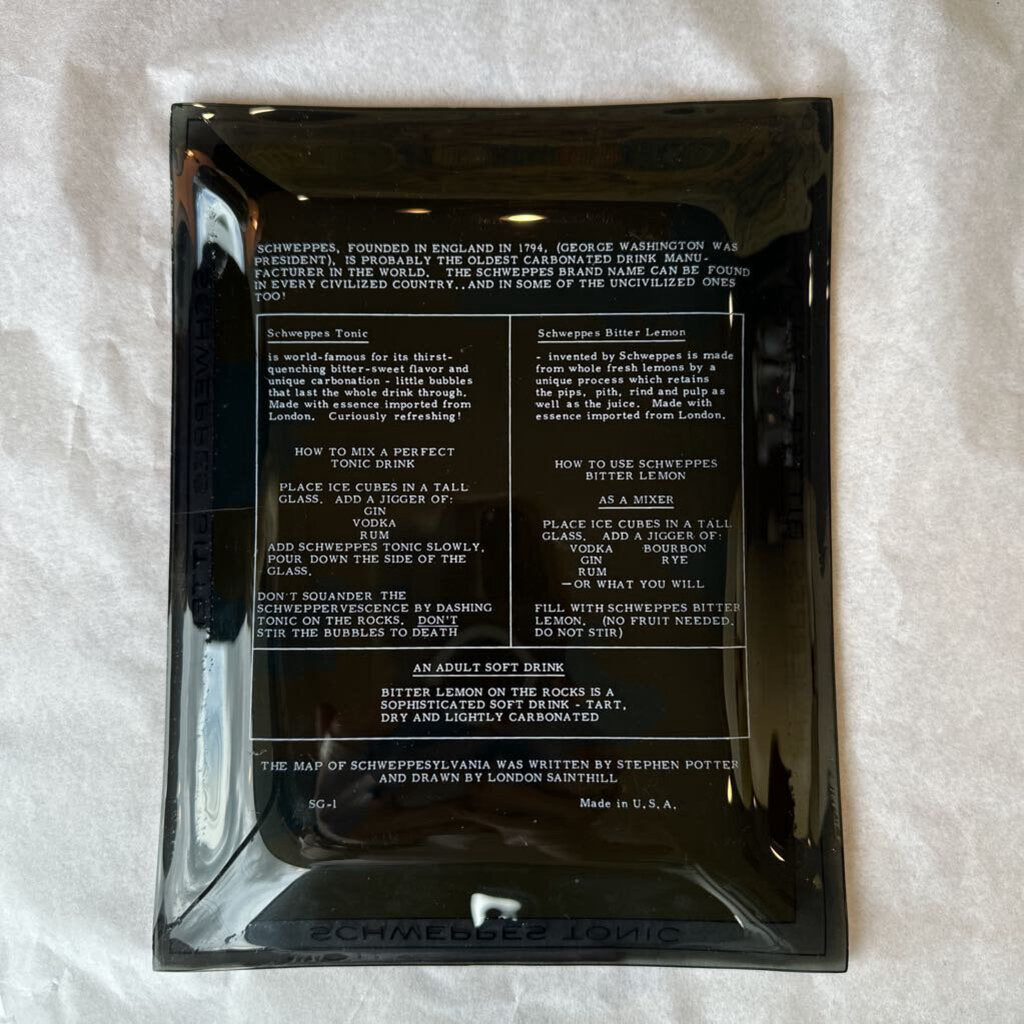 SCHWEPPES, FOUNDED IN ENGLAND IN 1794, (GEORGE WASHINGTON WAS
PRESIDENT), IS PROBABLY THE OLDEST CARBONATED DRINK MANU-
FACTURER IN THE WORLD. THE SCHWEPPES BRAND NAME CAN BE FOUND
IN EVERY CIVILIZED COUNTRY..AND IN SOME OF THE UNCIVILIZED ONES
TOO!
Schweppes Tonic
is world-famous for its thirst-
quenching bitter-sweet flavor and
unique carbonation - little bubbles
that last the whole drink through.
Made with essence imported from
London. Curiously refreshing!
HOW TO MIX A PERFECT
TONIC DRINK
PLACE ICE CUBES IN A TALL
GLASS. ADD A JIGGER OF:
GIN
VODKA
RUM
ADD SCHWEPPES TONIC SLOWLY.
POUR DOWN THE SIDE OF THE
GLASS.
DON'T SQUANDER THE
SCHWEPPERVESCENCE BY DASHING
TONIC ON THE ROCKS. DON'T
STIR THE BUBBLES TO DEATH
Schweppes Bitter Lemon
- invented by Schweppes is made
from whole fresh lemons by a
unique process which retains
the pips, pith, rind and pulp as
well as the juice. Made with
essence imported from London.
HOW TO USE SCHWEPPES
BITTER LEMON
AS A MIXER
PLACE ICE CUBES IN A TALL
GLASS. ADD A JIGGER OF:
VODKA BOURBON
GIN RYE
RUM
—OR WHAT YOU WILL
FILL WITH SCHWEPPES BITTER
LEMON. (NO FRUIT NEEDED.
DO NOT STIR)
AN ADULT SOFT DRINK
BITTER LEMON ON THE ROCKS IS A
SOPHISTICATED SOFT DRINK - TART,
DRY AND LIGHTLY CARBONATED
THE MAP OF SCHWEPPESYLVANIA WAS WRITTEN BY STEPHEN POTTER
AND DRAWN BY LONDON SAINTHILL
SG-1 Made in U.S.A.
SCHWEPPES TONIC